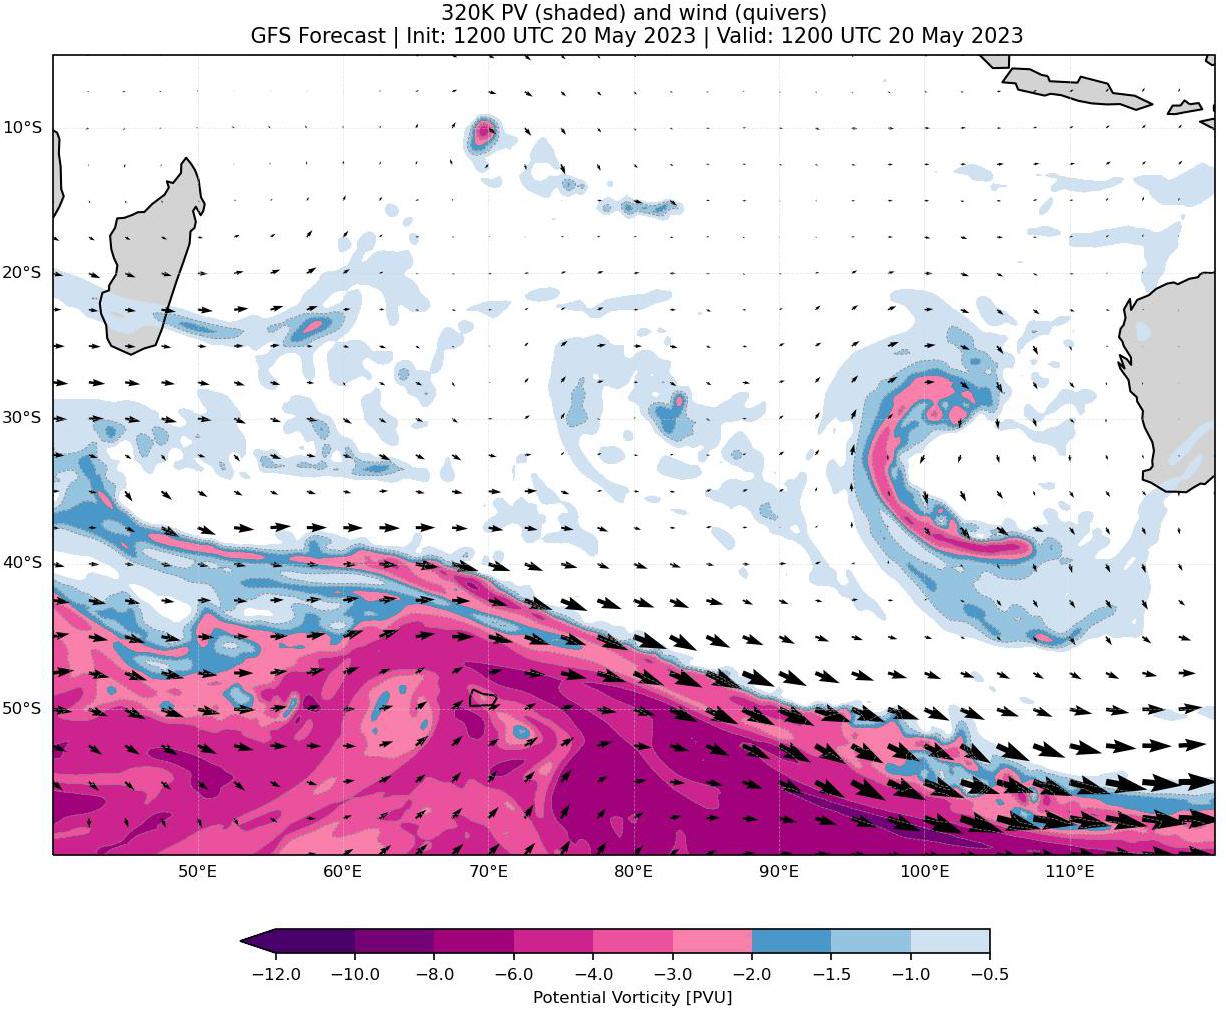 320K PV (shaded) and wind (quivers)
GFS Forecast | Init: 1200 UTC 20 May 2023 | Valid: 1200 UTC 20 May 2023
10°S
20°S
30°S
40°S
50°S
50°E 60°E 70°E 80°E 90°E 100°E 110°E
−12.0 −10.0 −8.0 −6.0 −4.0 −3.0 −2.0 −1.5 −1.0 −0.5
Potential Vorticity [PVU]